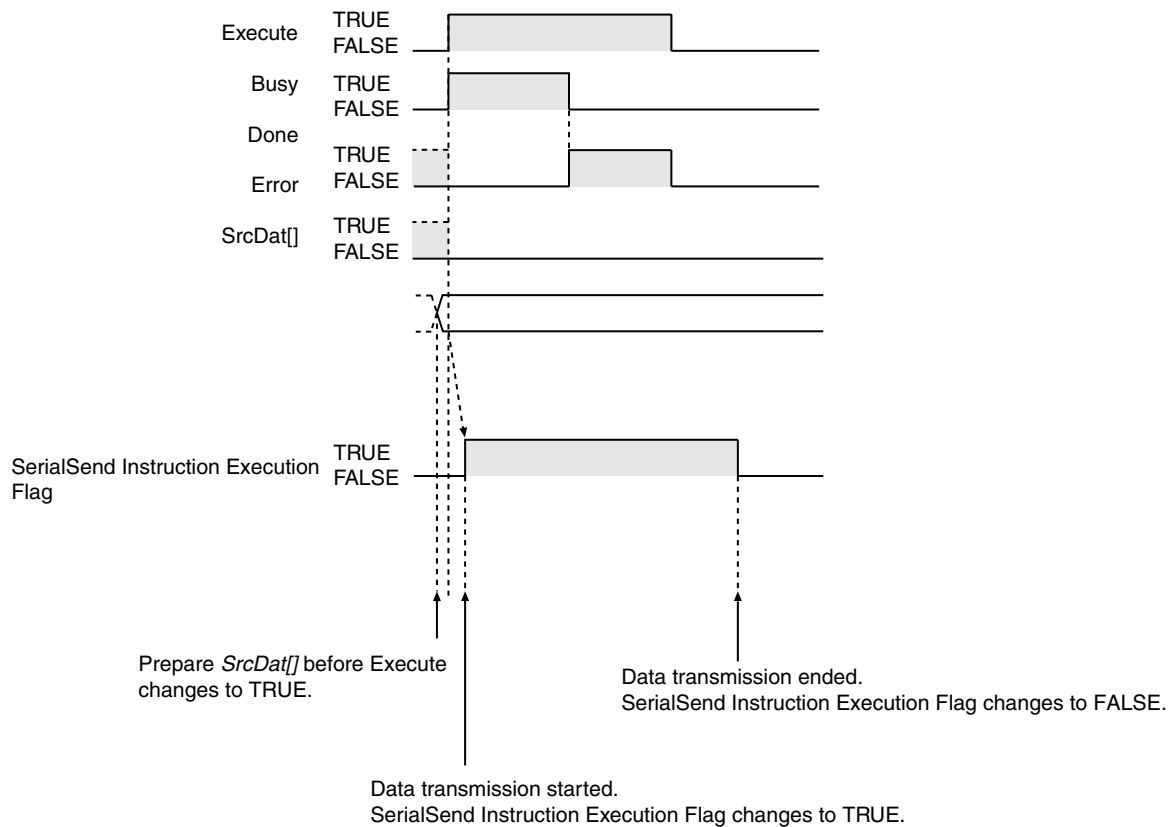 Execute
TRUE
FALSE
Busy
TRUE
FALSE
Done
TRUE
FALSE
Error
SrcDat[]
TRUE
FALSE
SerialSend Instruction Execution
Flag
TRUE
FALSE
Prepare SrcDat[] before Execute
changes to TRUE.
Data transmission ended.
SerialSend Instruction Execution Flag changes to FALSE.
Data transmission started.
SerialSend Instruction Execution Flag changes to TRUE.